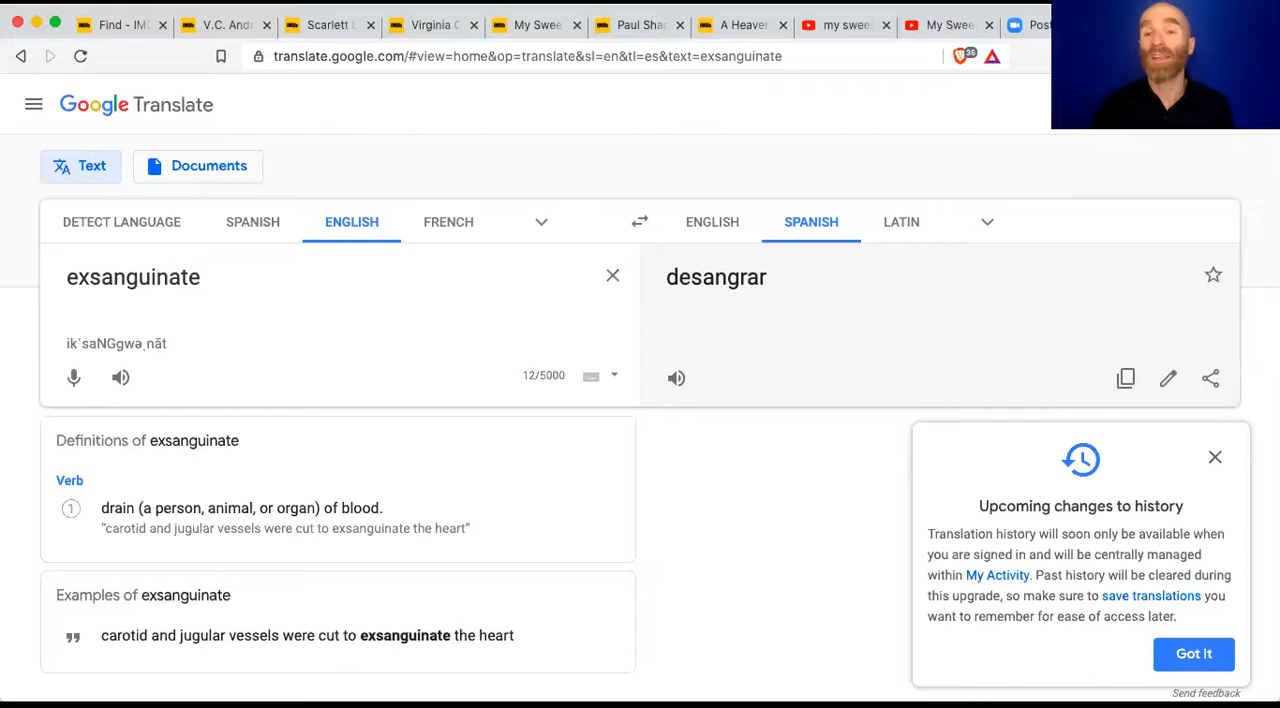 Find - IM
V.C. Andr
Scarlett
Virginia
My Swee
Paul Sha
A Heaver
my swee
My Swee
Post
translate.google.com/#view=home&op=translate&sl=en&tl=es&text=exsanguinate
35
Google Translate
Text
Documents
DETECT LANGUAGE
SPANISH
ENGLISH
FRENCH
ENGLISH
SPANISH
LATIN
exsanguinate
desangrar
ikˈsaNGgwəˌnāt
12/5000
Definitions of exsanguinate
Verb
1
drain (a person, animal, or organ) of blood.
"carotid and jugular vessels were cut to exsanguinate the heart"
Examples of exsanguinate
carotid and jugular vessels were cut to exsanguinate the heart
Upcoming changes to history
Translation history will soon only be available when
you are signed in and will be centrally managed
within My Activity. Past history will be cleared during
this upgrade, so make sure to save translations you
want to remember for ease of access later.
Got it
Send feedback